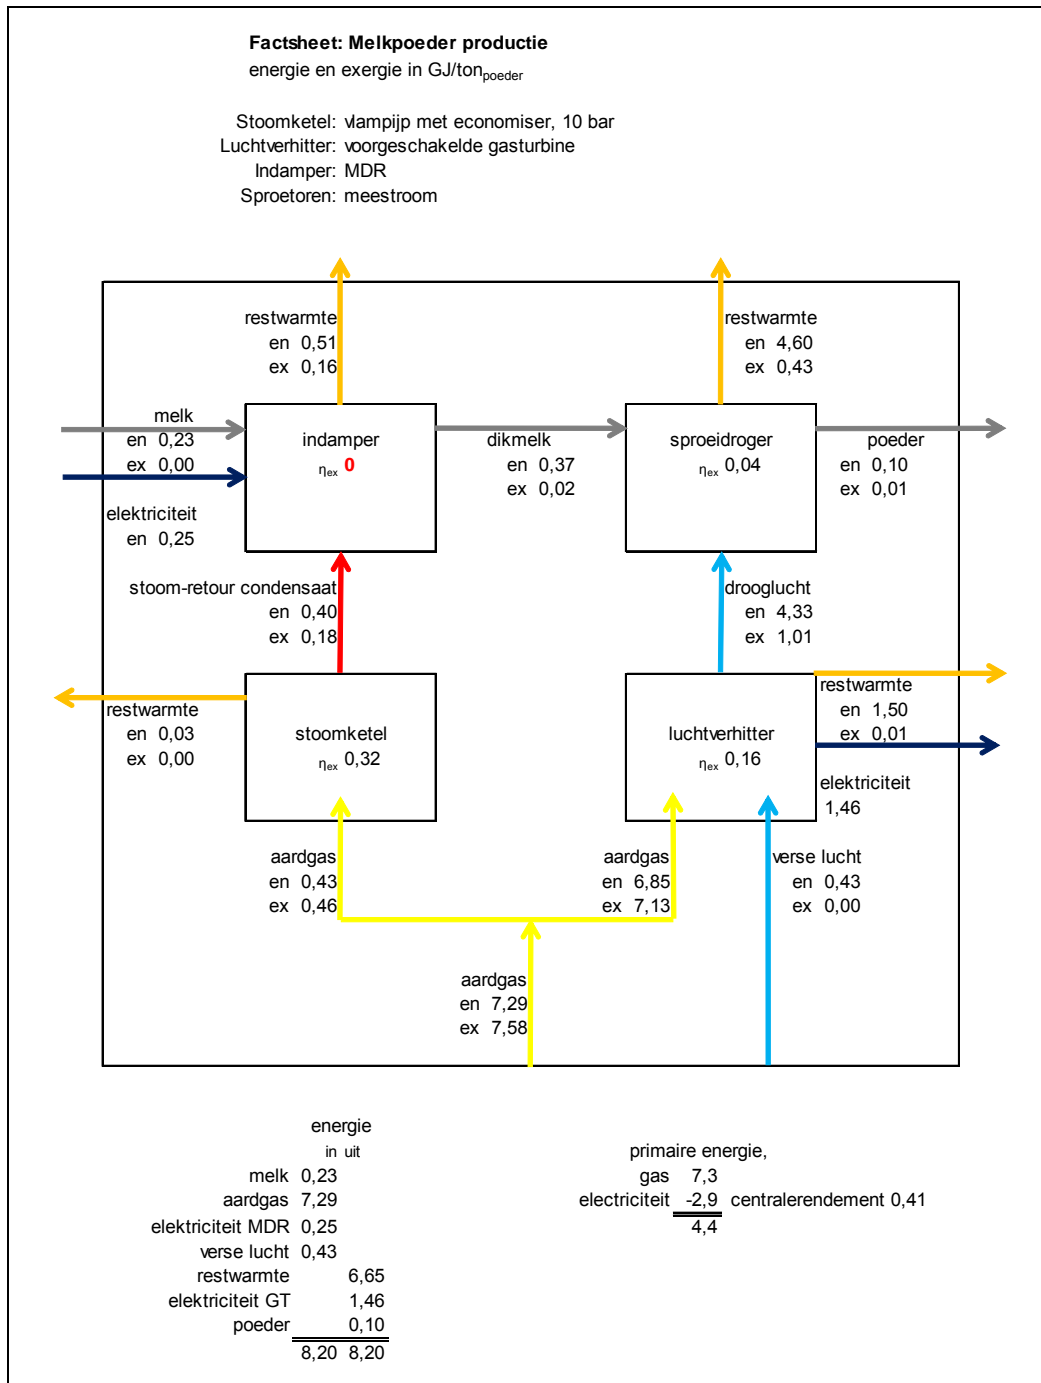 Factsheet: Melkpoeder productie
energie en exergie in GJ/ton poeder
Stoomketel: vlampijp met economiser, 10 bar
Luchtverhitter: voorgeschakelde gasturbine
Indamper: MDR
Sproetoren: meestroom
restwarmte
en 0,51
ex 0,16
restwarmte
en 4,60
ex 0,43
melk
en 0,23
ex 0,00
indamper
ηex 0
dikmelk
en 0,37
ex 0,02
sproeidroger
ηex 0,04
poeder
en 0,10
ex 0,01
elektriciteit
en 0,25
stoom-retour condensaat
en 0,40
ex 0,18
drooglucht
en 4,33
ex 1,01
restwarmte
en 0,03
ex 0,00
stoomketel
ηex 0,32
luchtverhitter
ηex 0,16
restwarmte
en 1,50
ex 0,01
elektriciteit
1,46
aardgas
en 0,43
ex 0,46
aardgas
en 6,85
ex 7,13
verse lucht
en 0,43
ex 0,00
aardgas
en 7,29
ex 7,58
energie
in uit
melk 0,23
aardgas 7,29
elektriciteit MDR 0,25
verse lucht 0,43
restwarmte 6,65
elektriciteit GT 1,46
poeder 0,10
8,20 8,20
primaire energie,
gas 7,3
electriciteit -2,9 centralerendement 0,41
4,4